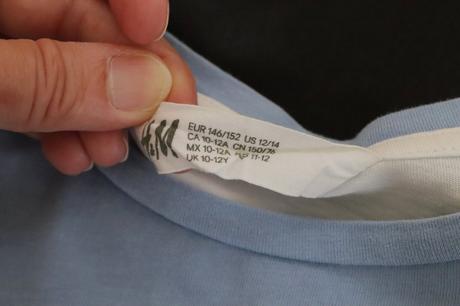 H&M
EUR 146/152 US 12/14
CA 10-12A CN 150/76
MX 10-12A 11-12
UK 10-12Y